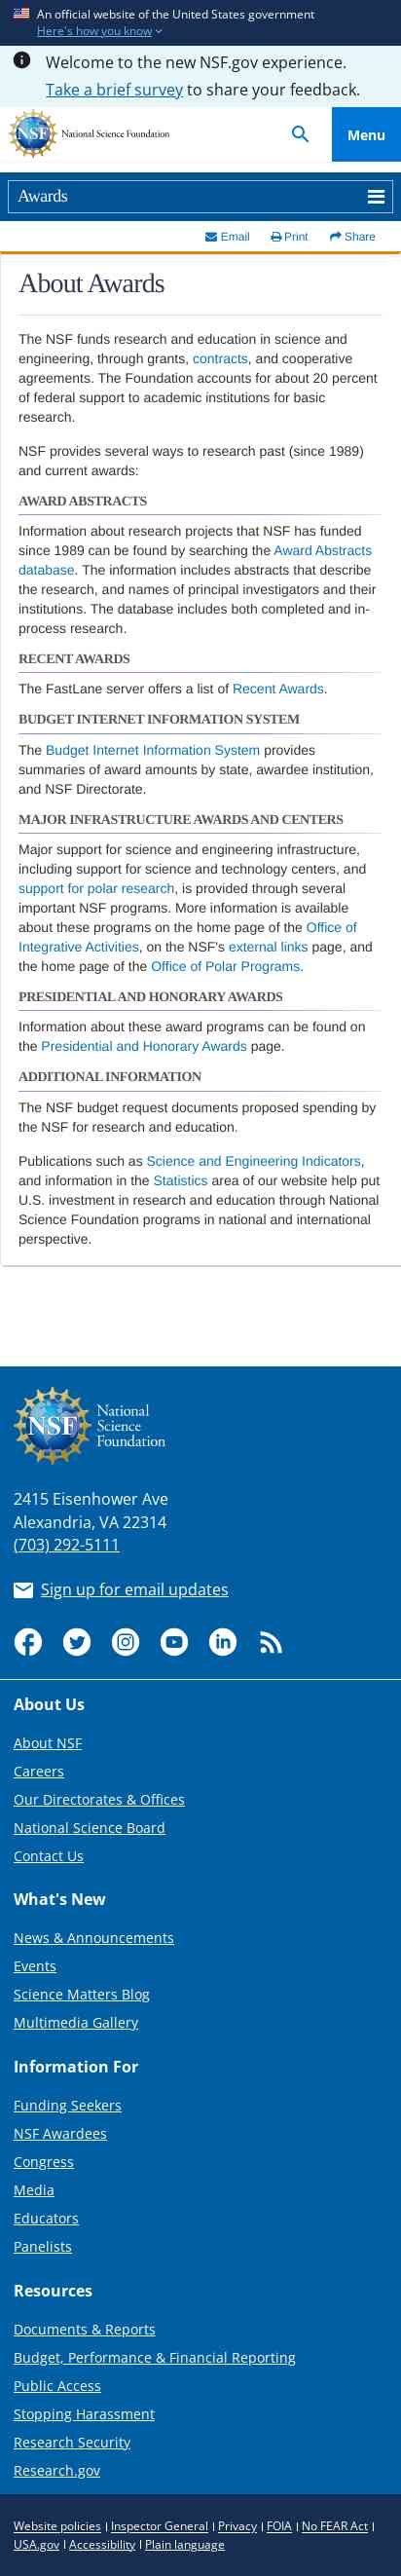 An official website of the United States government
Here's how you know
Welcome to the new NSF.gov experience.
Take a brief survey to share your feedback.
NSF National Science Foundation
Menu
Awards
Email Print Share
About Awards
The NSF funds research and education in science and
engineering, through grants, contracts, and cooperative
agreements. The Foundation accounts for about 20 percent
of federal support to academic institutions for basic
research.
NSF provides several ways to research past (since 1989)
and current awards:
AWARD ABSTRACTS
Information about research projects that NSF has funded
since 1989 can be found by searching the Award Abstracts
database. The information includes abstracts that describe
the research, and names of principal investigators and their
institutions. The database includes both completed and in-
process research.
RECENT AWARDS
The FastLane server offers a list of Recent Awards.
BUDGET INTERNET INFORMATION SYSTEM
The Budget Internet Information System provides
summaries of award amounts by state, awardee institution,
and NSF Directorate.
MAJOR INFRASTRUCTURE AWARDS AND CENTERS
Major support for science and engineering infrastructure,
including support for science and technology centers, and
support for polar research, is provided through several
important NSF programs. More information is available
about these programs on the home page of the Office of
Integrative Activities, on the NSF's external links page, and
the home page of the Office of Polar Programs.
PRESIDENTIAL AND HONORARY AWARDS
Information about these award programs can be found on
the Presidential and Honorary Awards page.
ADDITIONAL INFORMATION
The NSF budget request documents proposed spending by
the NSF for research and education.
Publications such as Science and Engineering Indicators,
and information in the Statistics area of our website help put
U.S. investment in research and education through National
Science Foundation programs in national and international
perspective.
NSF
National
Science
Foundation
2415 Eisenhower Ave
Alexandria, VA 22314
(703) 292-5111
Sign up for email updates
About Us
About NSF
Careers
Our Directorates & Offices
National Science Board
Contact Us
What's New
News & Announcements
Events
Science Matters Blog
Multimedia Gallery
Information For
Funding Seekers
NSF Awardees
Congress
Media
Educators
Panelists
Resources
Documents & Reports
Budget, Performance & Financial Reporting
Public Access
Stopping Harassment
Research Security
Research.gov
Website policies | Inspector General | Privacy | FOIA | No FEAR Act |
USA.gov | Accessibility | Plain language